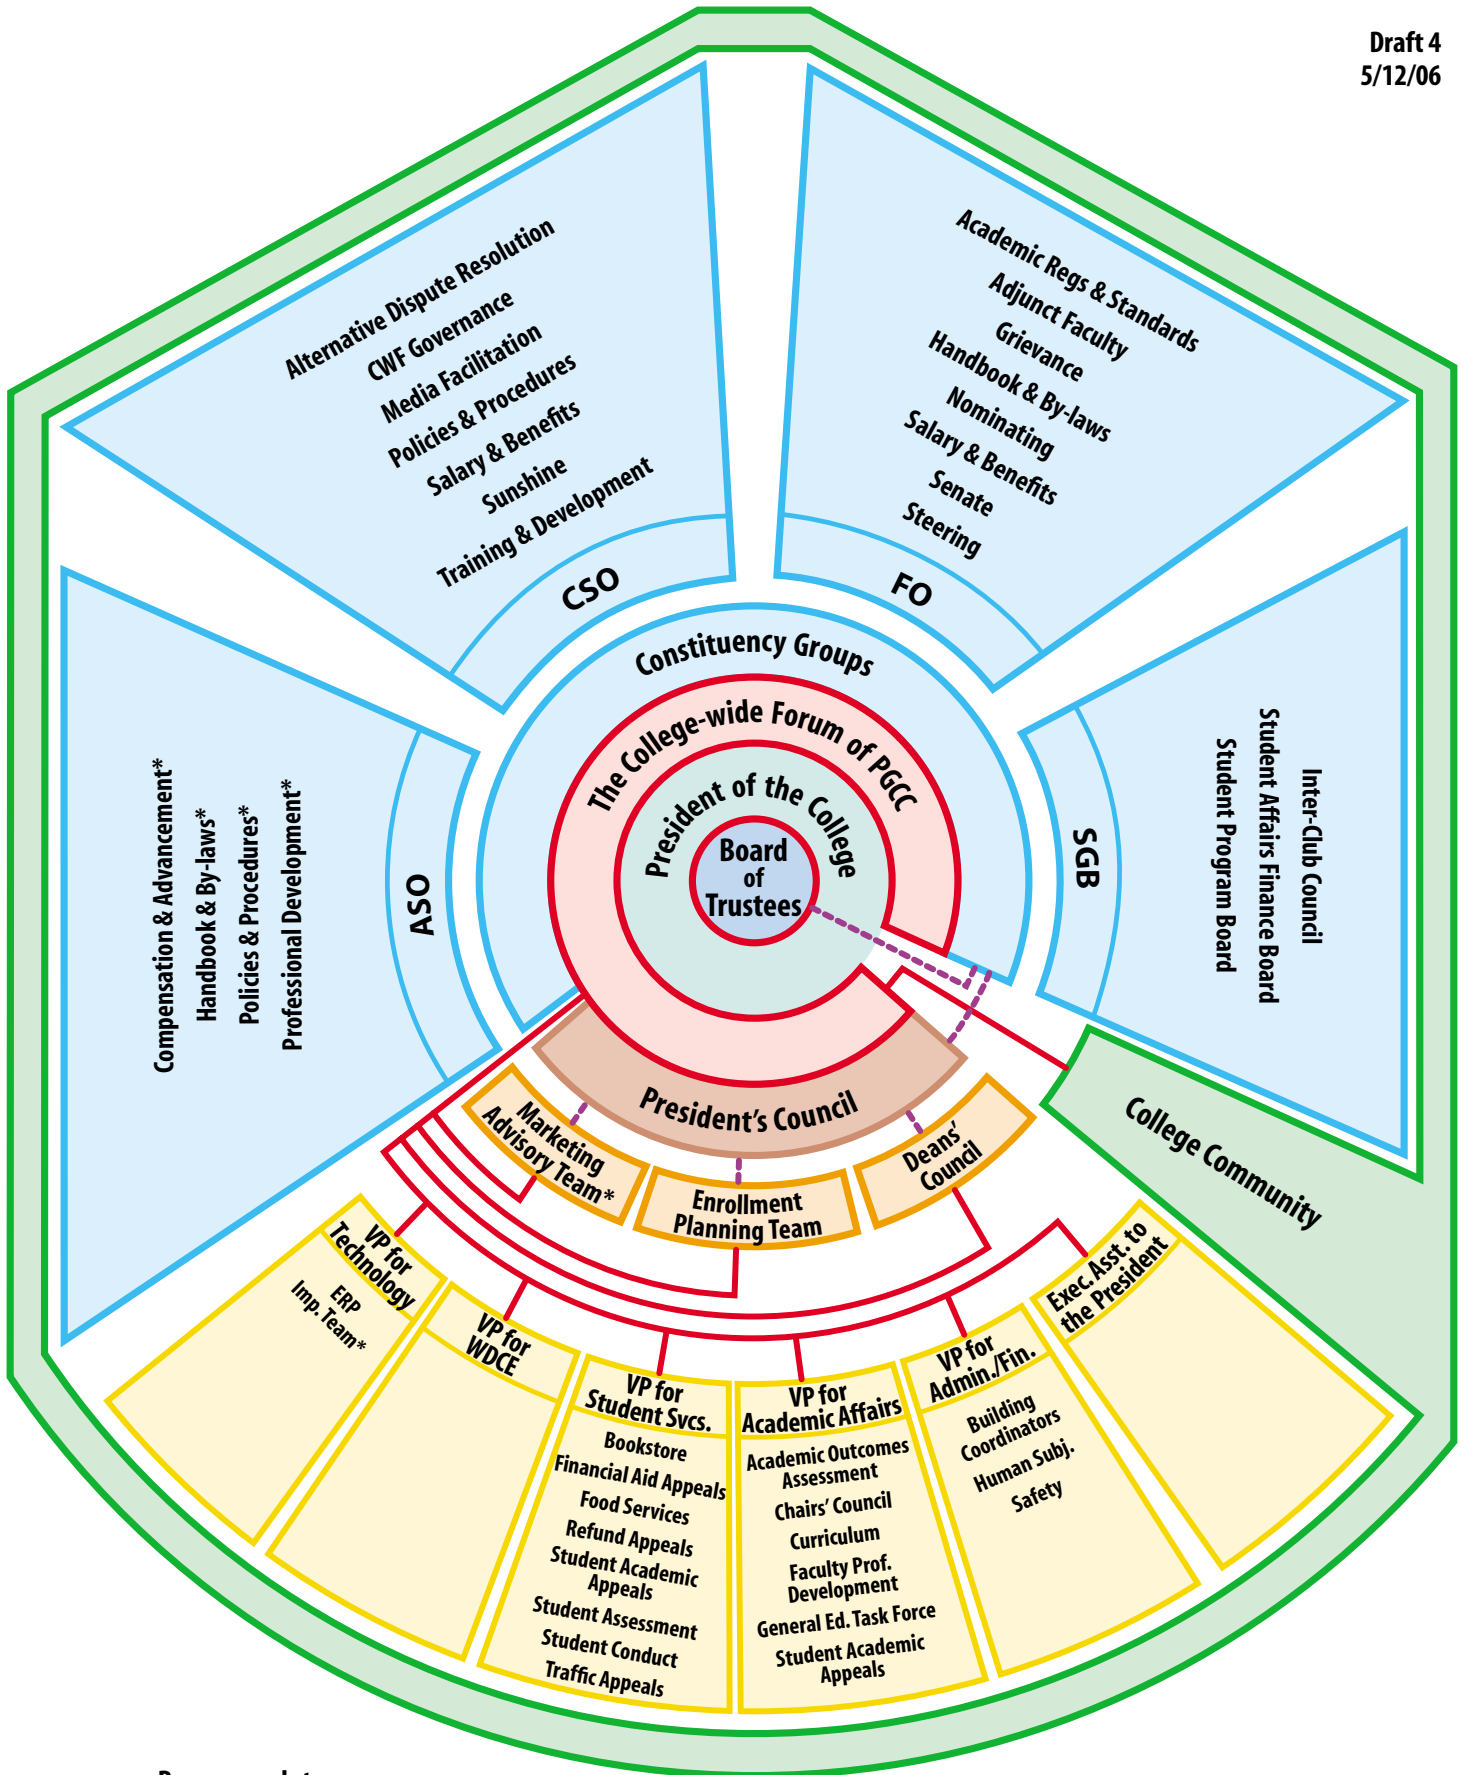 Draft 4
5/12/06
Alternative Dispute Resolution
CWF Governance
Media Facilitation
Policies & Procedures
Salary & Benefits
Sunshine
Training & Development
CSO
Academic Regs & Standards
Adjunct Faculty
Grievance
Handbook & By-laws
Nominating
Salary & Benefits
Senate
Steering
FO
Compensation & Advancement*
Handbook & By-laws*
Policies & Procedures*
Professional Development*
ASO
Inter-Club Council
Student Affairs Finance Board
Student Program Board
SGB
Constituency Groups
The College-wide Forum of PGCC
President of the College
Board
of
Trustees
President's Council
Marketing
Advisory Team*
Enrollment
Planning Team
Deans'
Council
College Community
VP for
Technology
ERP
Imp. Team*
VP for
WDCE
VP for
Student Svcs.
Bookstore
Financial Aid Appeals
Food Services
Refund Appeals
Student Academic
Appeals
Student Assessment
Student Conduct
Traffic Appeals
VP for
Academic Affairs
Academic Outcomes
Assessment
Chairs' Council
Curriculum
Faculty Prof.
Development
General Ed. Task Force
Student Academic
Appeals
VP for
Admin./Fin.
Building
Coordinators
Human Subj.
Safety
Exec. Asst. to
the President